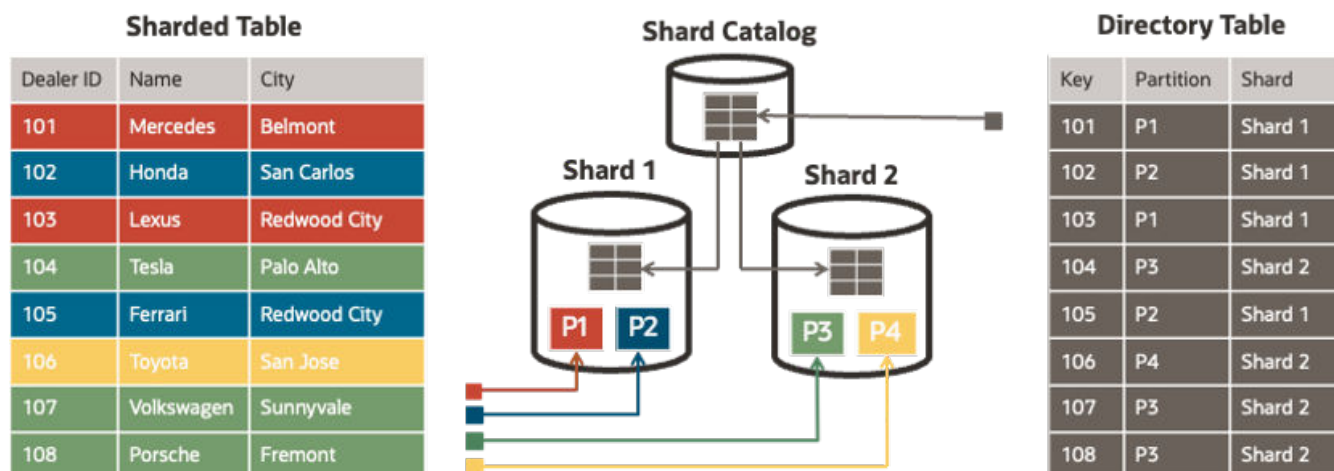 Sharded Table
Dealer ID Name City
101 Mercedes Belmont
102 Honda San Carlos
103 Lexus Redwood City
104 Tesla Palo Alto
105 Ferrari Redwood City
106 Toyota San Jose
107 Volkswagen Sunnyvale
108 Porsche Fremont
Shard Catalog
Shard 1
Shard 2
P1 P2
P3 P4
Directory Table
Key Partition Shard
101 P1 Shard 1
102 P2 Shard 1
103 P1 Shard 1
104 P3 Shard 2
105 P2 Shard 1
106 P4 Shard 2
107 P3 Shard 2
108 P3 Shard 2